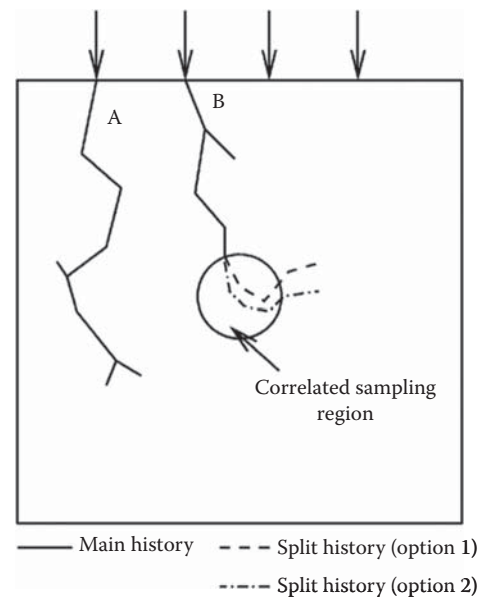 A
B
Correlated sampling
region
Main history
Split history (option 1)
Split history (option 2)